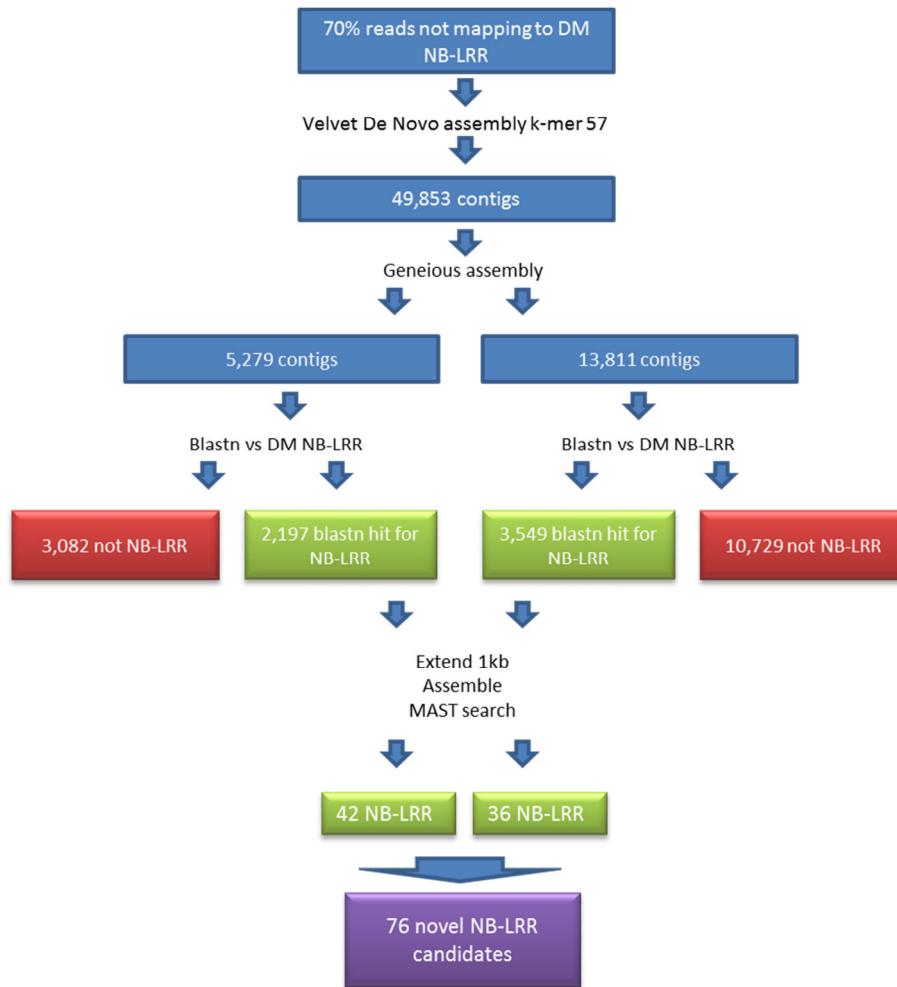 70% reads not mapping to DM
NB-LRR
Velvet De Novo assembly k-mer 57
49,853 contigs
Geneious assembly
5,279 contigs
13,811 contigs
Blastn vs DM NB-LRR
Blastn vs DM NB-LRR
3,082 not NB-LRR
2,197 blastn hit for
NB-LRR
3,549 blastn hit for
NB-LRR
10,729 not NB-LRR
Extend 1kb
Assemble
MAST search
42 NB-LRR
36 NB-LRR
76 novel NB-LRR
candidates